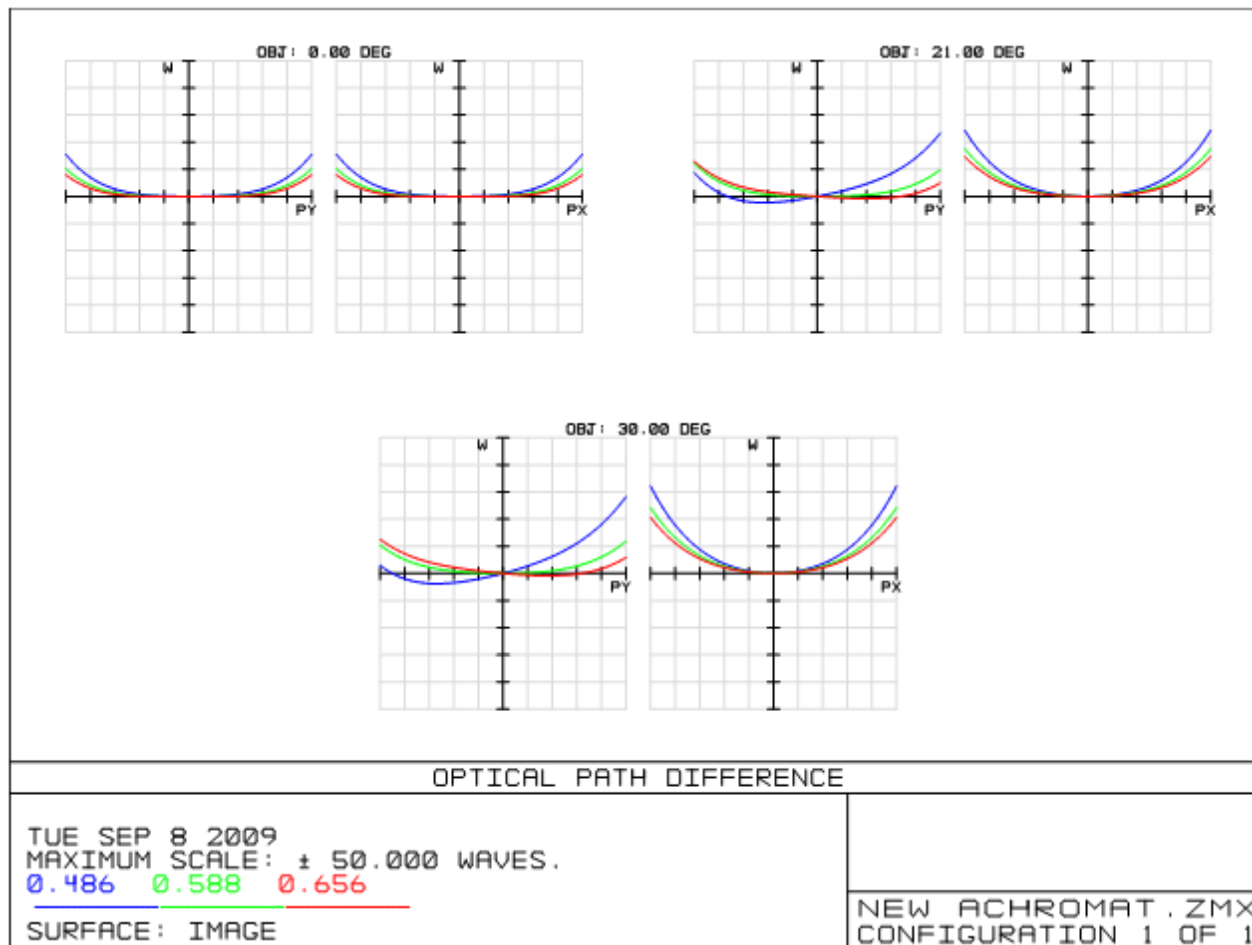 OBJ: 0.00 DEG
OBJ: 21.00 DEG
W
W
W
W
PY
PX
PY
PX
OBJ: 30.00 DEG
W
W
PY
PX
OPTICAL PATH DIFFERENCE
TUE SEP 8 2009
MAXIMUM SCALE: ± 50.000 WAVES.
0.486 0.588 0.656
SURFACE: IMAGE
NEW ACHROMAT.ZMX
CONFIGURATION 1 OF 1